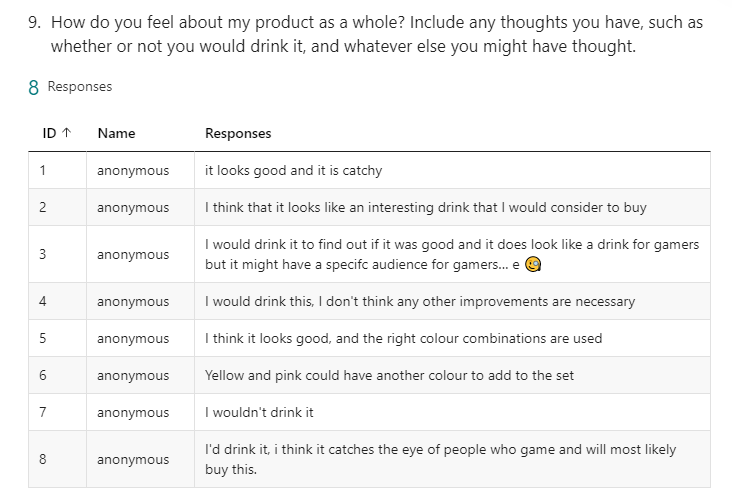 9. How do you feel about my product as a whole? Include any thoughts you have, such as
whether or not you would drink it, and whatever else you might have thought.
8 Responses
ID ↑ Name Responses
1 anonymous it looks good and it is catchy
2 anonymous I think that it looks like an interesting drink that I would consider to buy
3 anonymous I would drink it to find out if it was good and it does look like a drink for gamers
but it might have a specifc audience for gamers... e 🧐
4 anonymous I would drink this, I don't think any other improvements are necessary
5 anonymous I think it looks good, and the right colour combinations are used
6 anonymous Yellow and pink could have another colour to add to the set
7 anonymous I wouldn't drink it
8 anonymous I'd drink it, i think it catches the eye of people who game and will most likely
buy this.